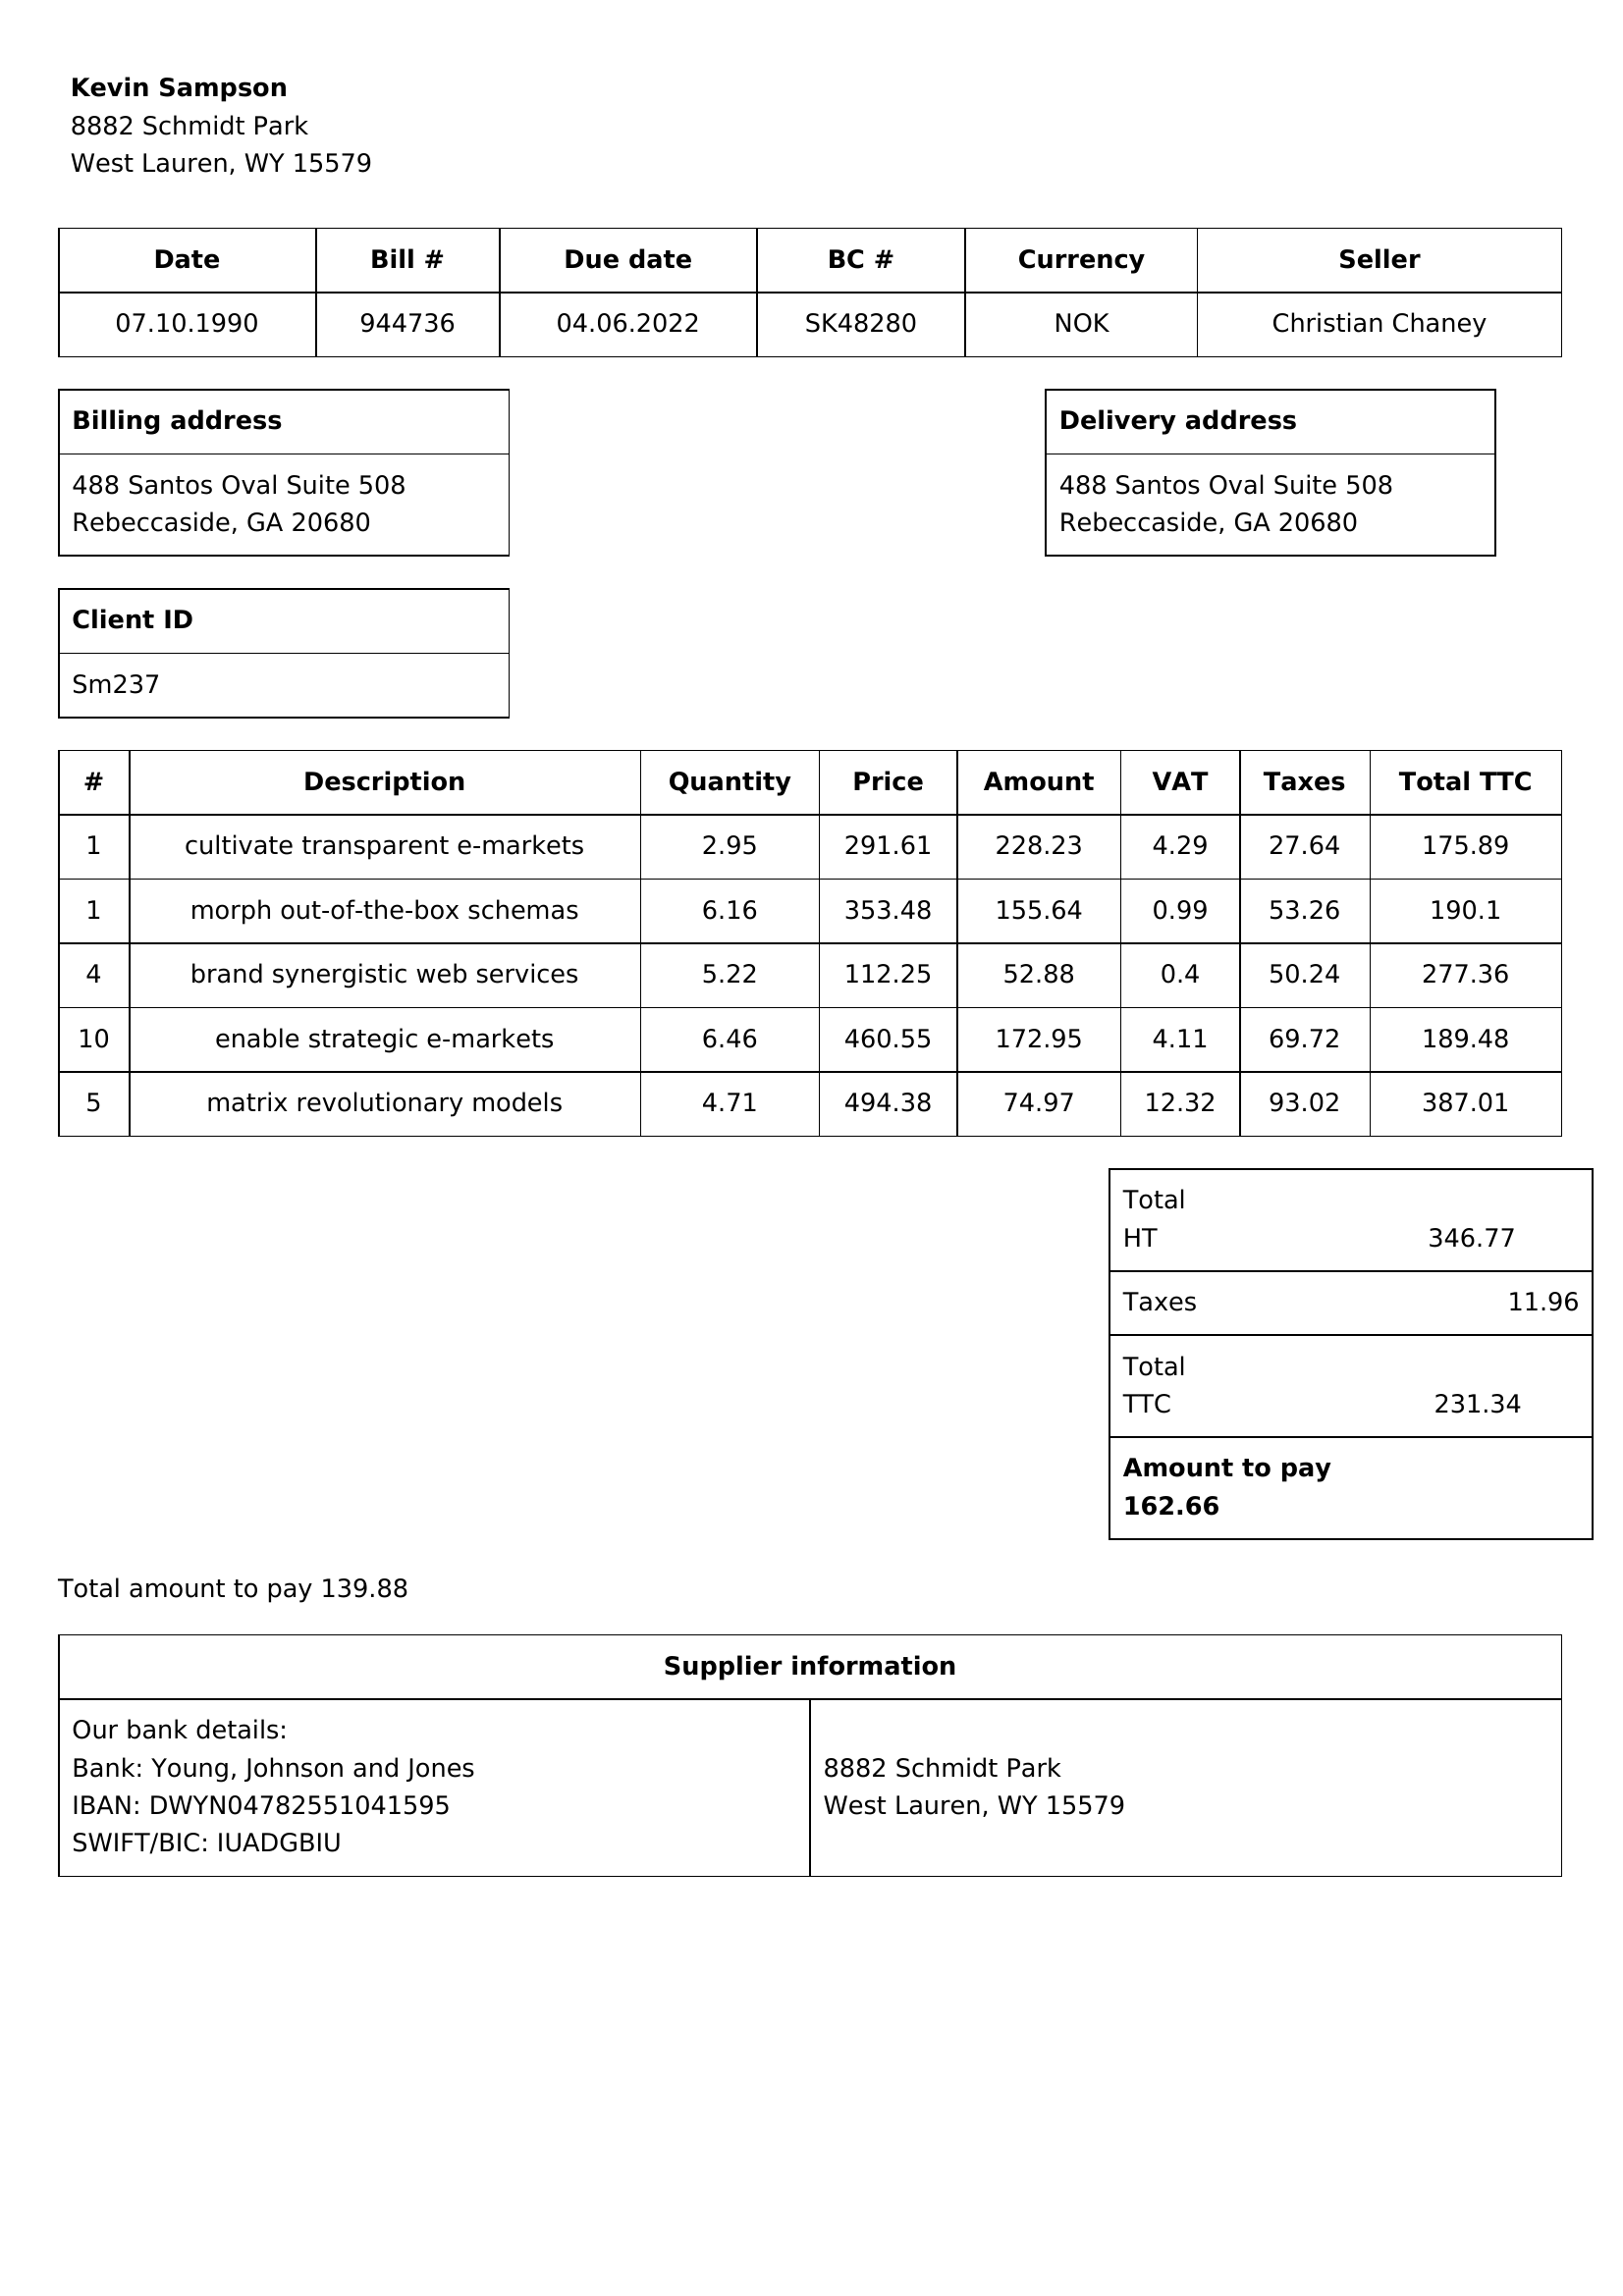 Kevin Sampson
8882 Schmidt Park
West Lauren, WY 15579
Date Bill # Due date BC # Currency Seller
07.10.1990 944736 04.06.2022 SK48280 NOK Christian Chaney
Billing address
488 Santos Oval Suite 508
Rebeccaside, GA 20680
Delivery address
488 Santos Oval Suite 508
Rebeccaside, GA 20680
Client ID
Sm237
# Description Quantity Price Amount VAT Taxes Total TTC
1 cultivate transparent e-markets 2.95 291.61 228.23 4.29 27.64 175.89
1 morph out-of-the-box schemas 6.16 353.48 155.64 0.99 53.26 190.1
4 brand synergistic web services 5.22 112.25 52.88 0.4 50.24 277.36
10 enable strategic e-markets 6.46 460.55 172.95 4.11 69.72 189.48
5 matrix revolutionary models 4.71 494.38 74.97 12.32 93.02 387.01
Total
HT 346.77
Taxes 11.96
Total
TTC 231.34
Amount to pay
162.66
Total amount to pay 139.88
Supplier information
Our bank details:
Bank: Young, Johnson and Jones
IBAN: DWYN04782551041595
SWIFT/BIC: IUADGBIU
8882 Schmidt Park
West Lauren, WY 15579